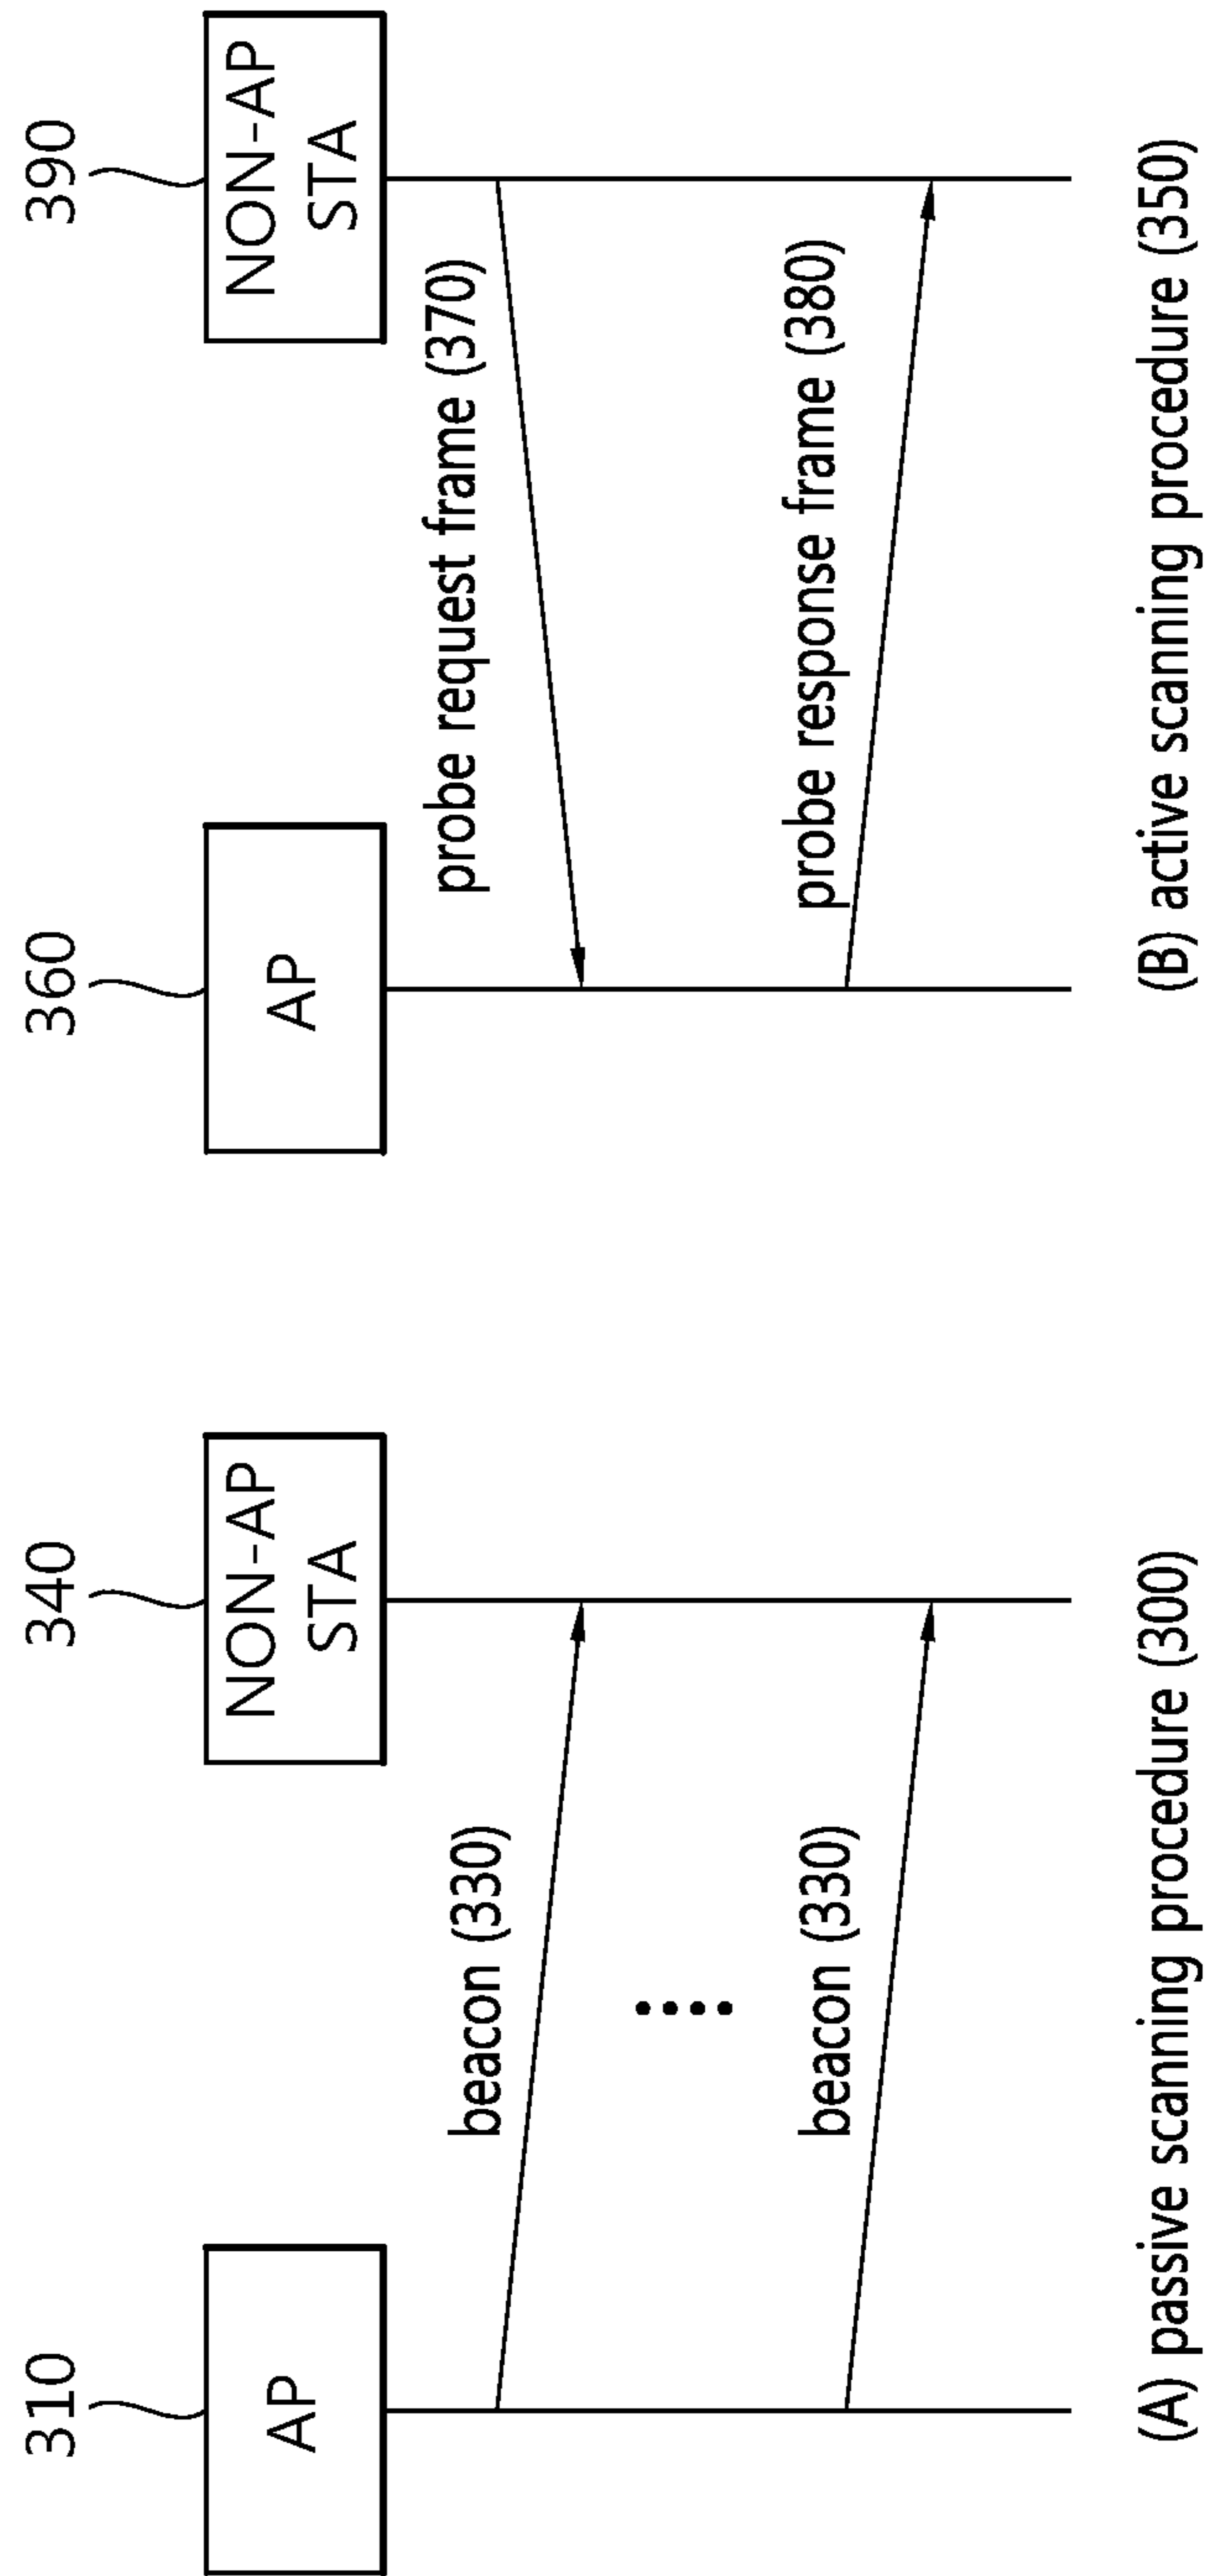 310
AP
340
NON-AP
STA
beacon (330)
beacon (330)
(A) passive scanning procedure (300)
360
AP
390
NON-AP
STA
probe request frame (370)
probe response frame (380)
(B) active scanning procedure (350)